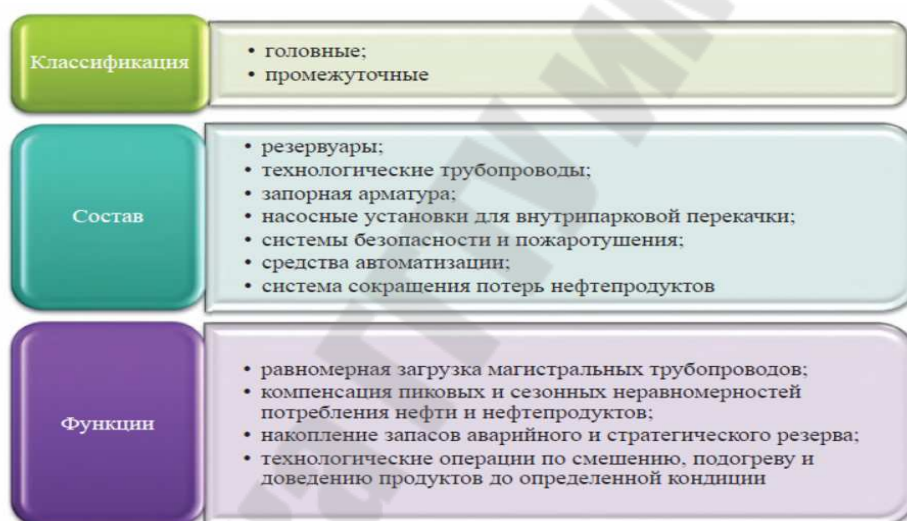 Классификация
• головные;
• промежуточные
Состав
• резервуары;
• технологические трубопроводы;
• запорная арматура;
• насосные установки для внутрипарковой перекачки;
• системы безопасности и пожаротушения;
• средства автоматизации;
• система сокращения потерь нефтепродуктов
Функции
• равномерная загрузка магистральных трубопроводов;
• компенсация пиковых и сезонных неравномерностей
потребления нефти и нефтепродуктов;
• накопление запасов аварийного и стратегического резерва;
• технологические операции по смешению, подогреву и
доведению продуктов до определенной кондиции